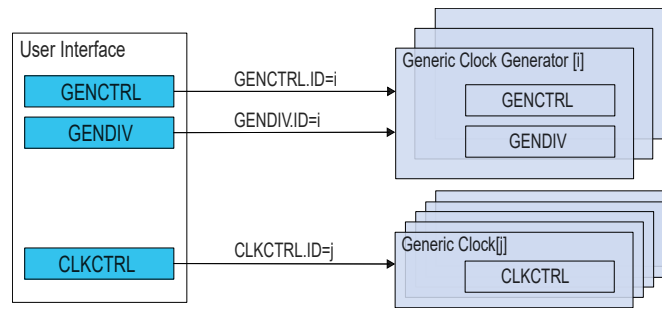 User Interface
GENCTRL
GENDIV
CLKCTRL
GENCTRL.ID=i
GENDIV.ID=i
CLKCTRL.ID=j
Generic Clock Generator [i]
GENCTRL
GENDIV
Generic Clock[j]
CLKCTRL